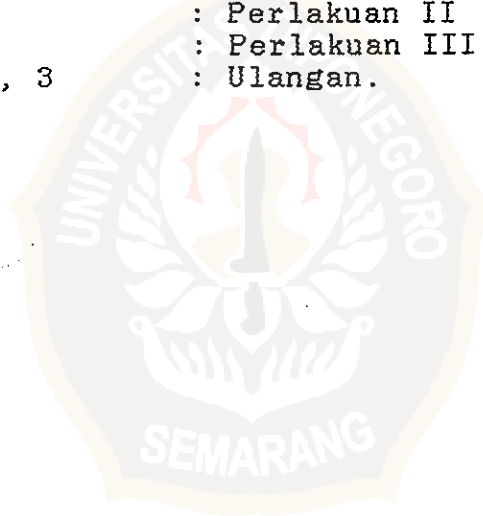 : Perlakuan II
: Perlakuan III
, 3 : Ulangan.
UNIVERSITAS DIPONEGORO
SEMARANG